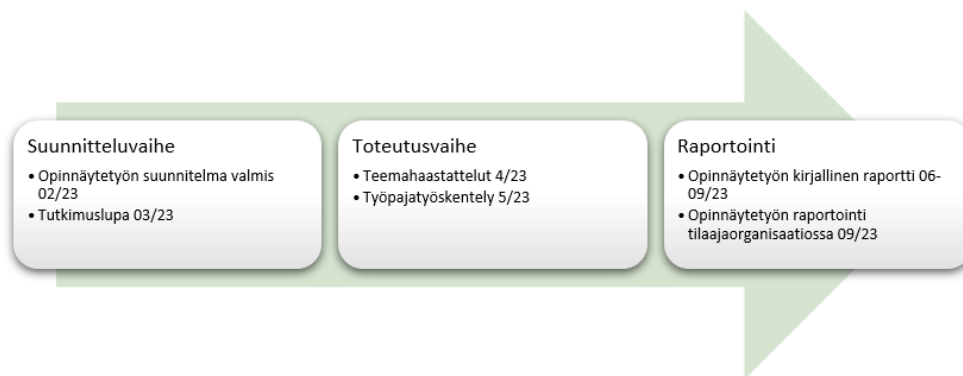 Suunnitteluvaihe
• Opinnäytetyön suunnitelma valmis
02/23
• Tutkimuslupa 03/23
Toteutusvaihe
• Teemahaastattelut 4/23
• Työpajatyöskentely 5/23
Raportointi
• Opinnäytetyön kirjallinen raportti 06-
09/23
• Opinnäytetyön raportointi
tilaajaorganisaatiossa 09/23